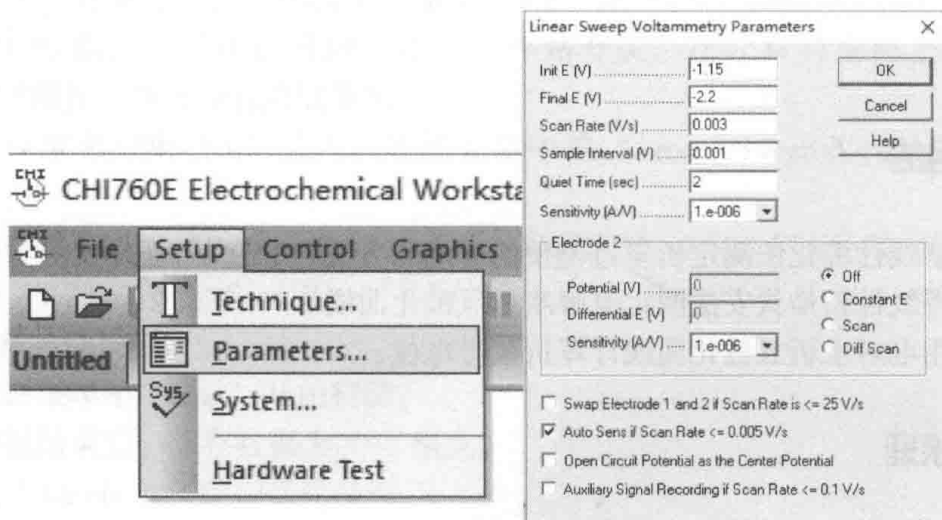 CHI760E Electrochemical Worksta
File Setup Control Graphics
Technique...
Parameters...
Untitled
Sys
System...
Hardware Test
Linear Sweep Voltammetry Parameters
Init E (V) -1.15
Final E (V) -2.2
Scan Rate (V/s) 0.003
Sample Interval (V) 0.001
Quiet Time (sec) 2
Sensitivity (A/V) 1.e-006
OK
Cancel
Help
Electrode 2
Potential (V) 0
Differential E (V) 0
Sensitivity (A/V) 1.e-006
Off
Constant E
Scan
Diff Scan
Swap Electrode 1 and 2 if Scan Rate is <= 25 V/s
Auto Sens if Scan Rate <= 0.005 V/s
Open Circuit Potential as the Center Potential
Auxiliary Signal Recording if Scan Rate <= 0.1 V/s